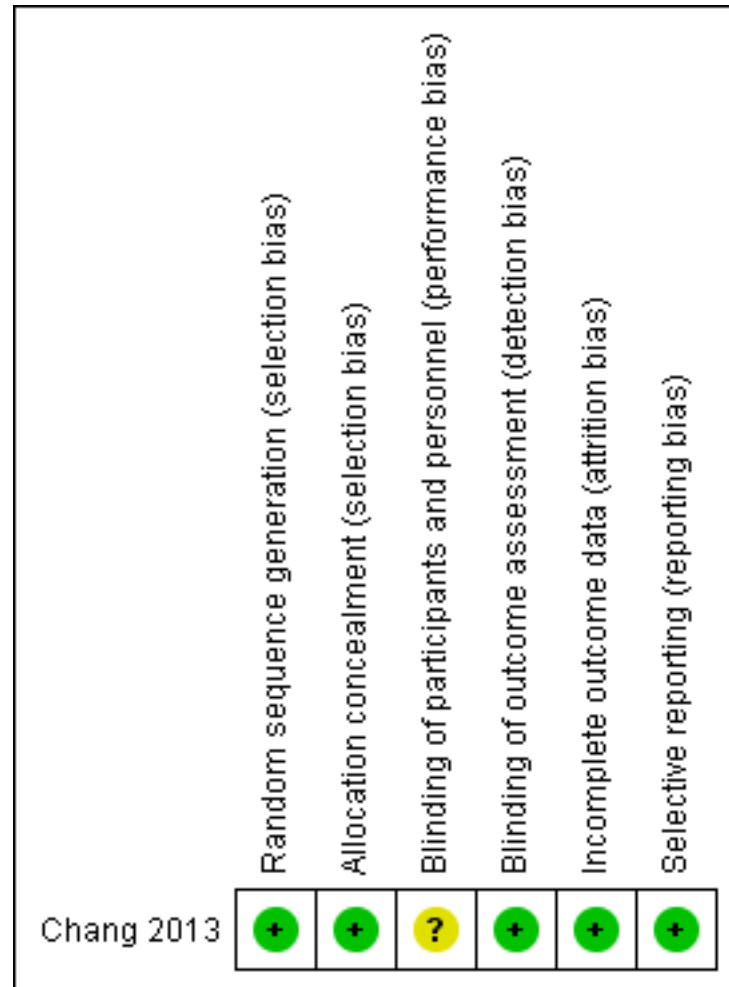 Random sequence generation (selection bias)
Allocation concealment (selection bias)
Blinding of participants and personnel (performance bias)
Blinding of outcome assessment (detection bias)
Incomplete outcome data (attrition bias)
Selective reporting (reporting bias)
Chang 2013 + + ? + + +